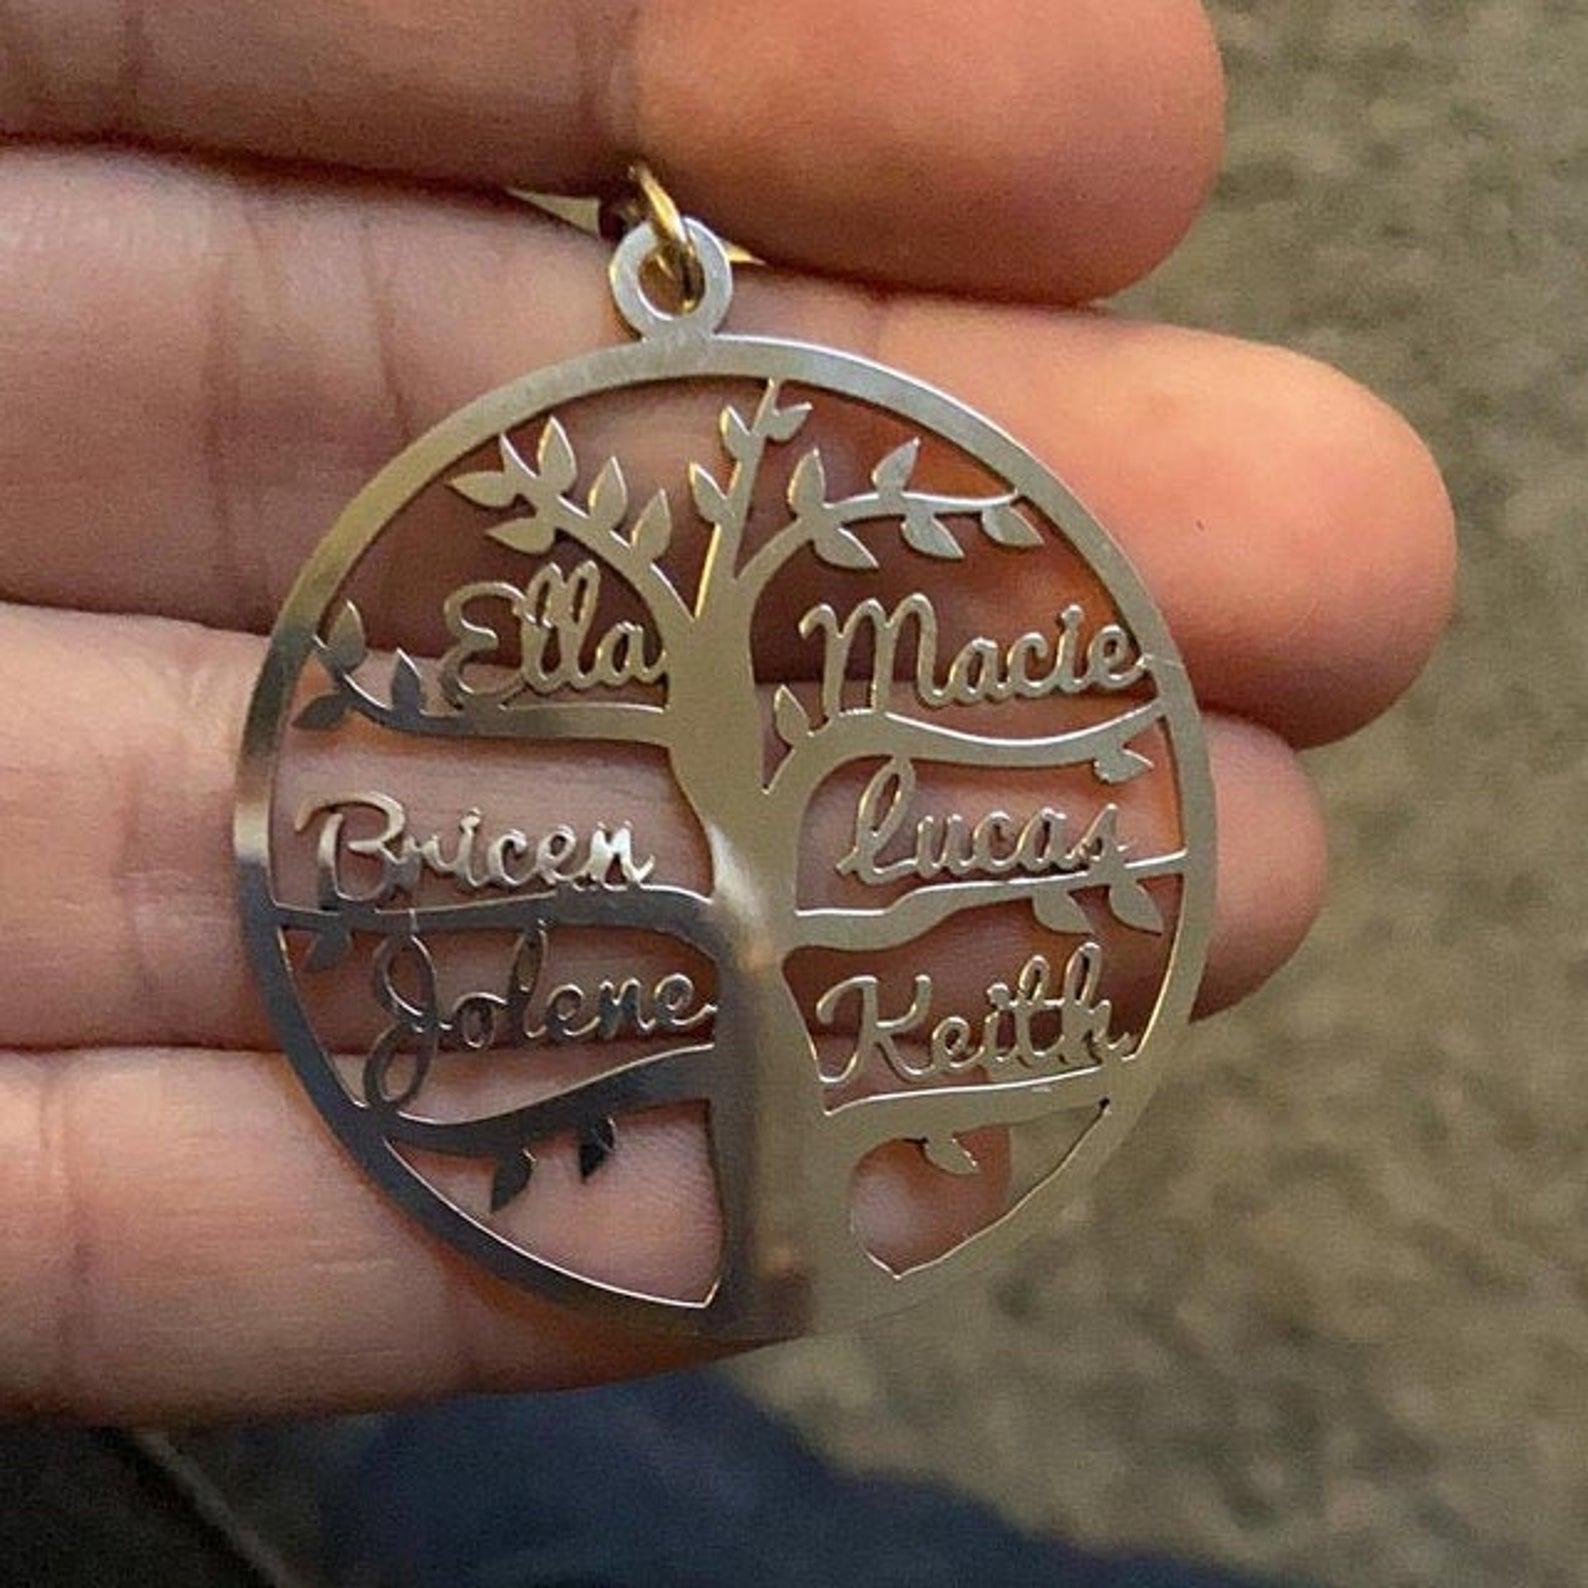 Ella
Macie
Bricen
Lucas
Jolene
Keith